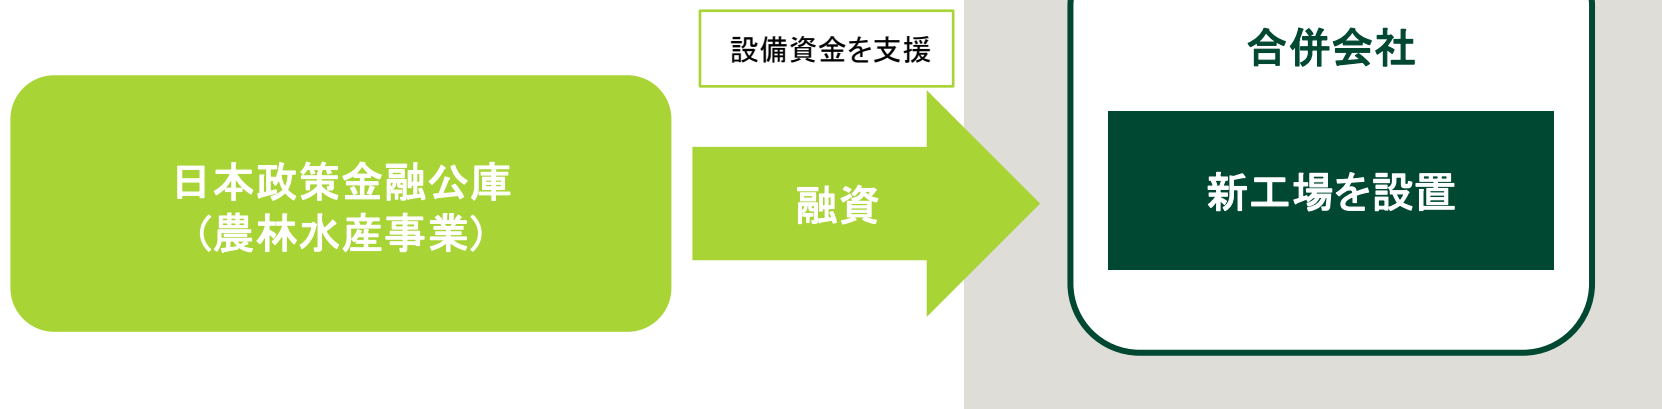 日本政策金融公庫
(農林水産事業)
設備資金を支援
融資
合併会社
新工場を設置